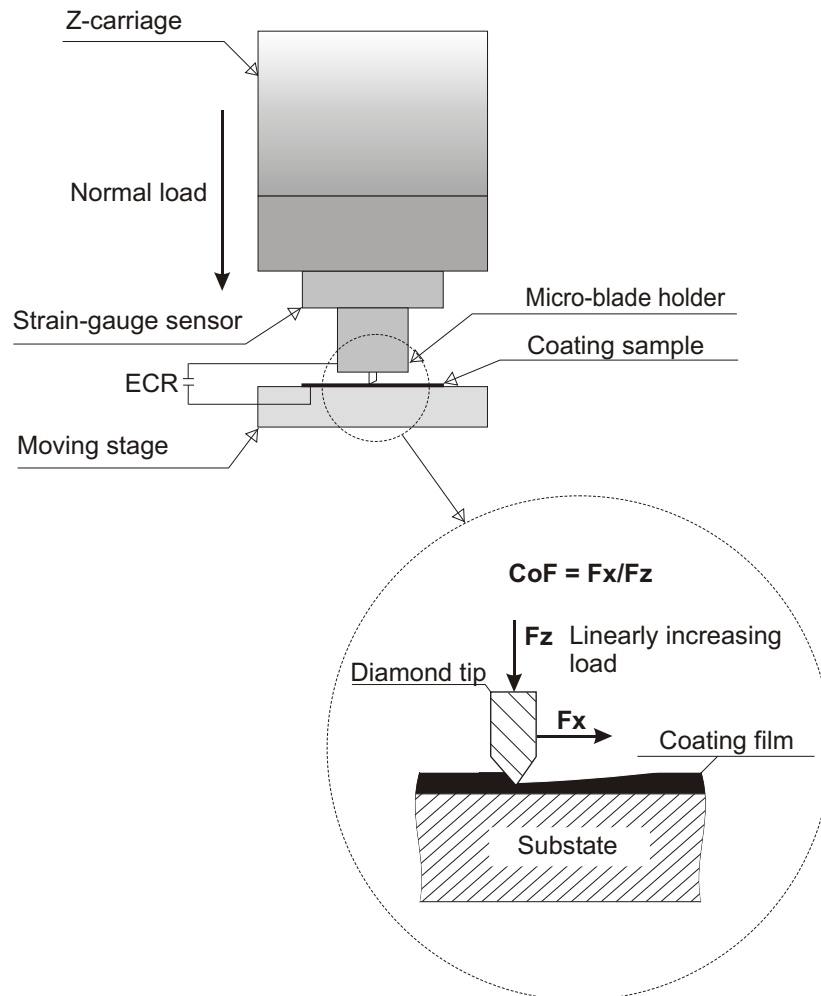 Z-carriage
Normal load
Strain-gauge sensor
Micro-blade holder
Coating sample
ECR
Moving stage
CoF = Fx/Fz
Fz Linearly increasing
load
Diamond tip
Fx
Coating film
Substate